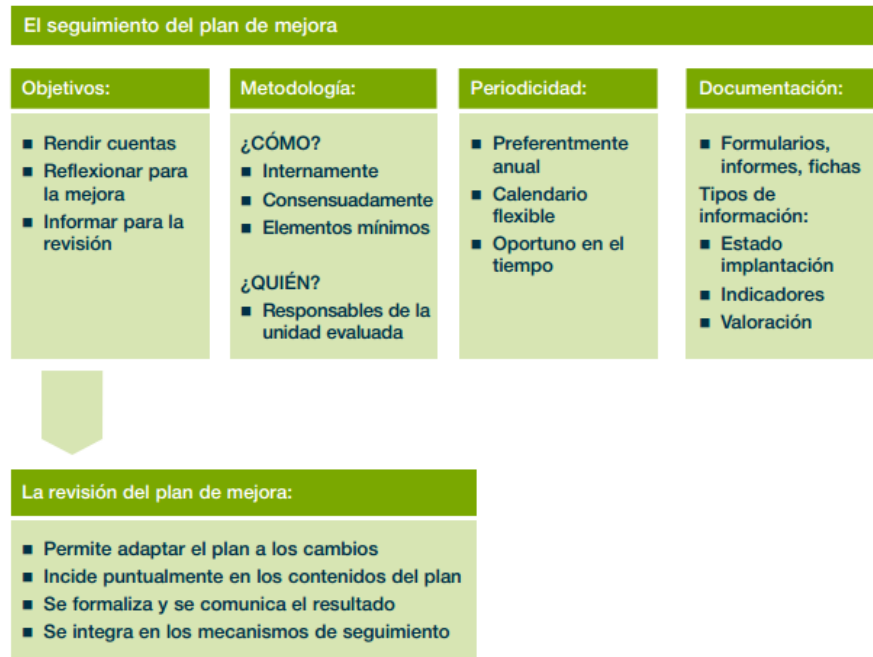 El seguimiento del plan de mejora
Objetivos:
■ Rendir cuentas
■ Reflexionar para
la mejora
■ Informar para la
revisión
Metodología:
¿CÓMO?
■ Internamente
■ Consensuadamente
■ Elementos mínimos
¿QUIÉN?
■ Responsables de la
unidad evaluada
Periodicidad:
■ Preferentmente
anual
■ Calendario
flexible
■ Oportuno en el
tiempo
Documentación:
■ Formularios,
informes, fichas
Tipos de
información:
■ Estado
implantación
■ Indicadores
■ Valoración
La revisión del plan de mejora:
■ Permite adaptar el plan a los cambios
■ Incide puntualmente en los contenidos del plan
■ Se formaliza y se comunica el resultado
■ Se integra en los mecanismos de seguimiento